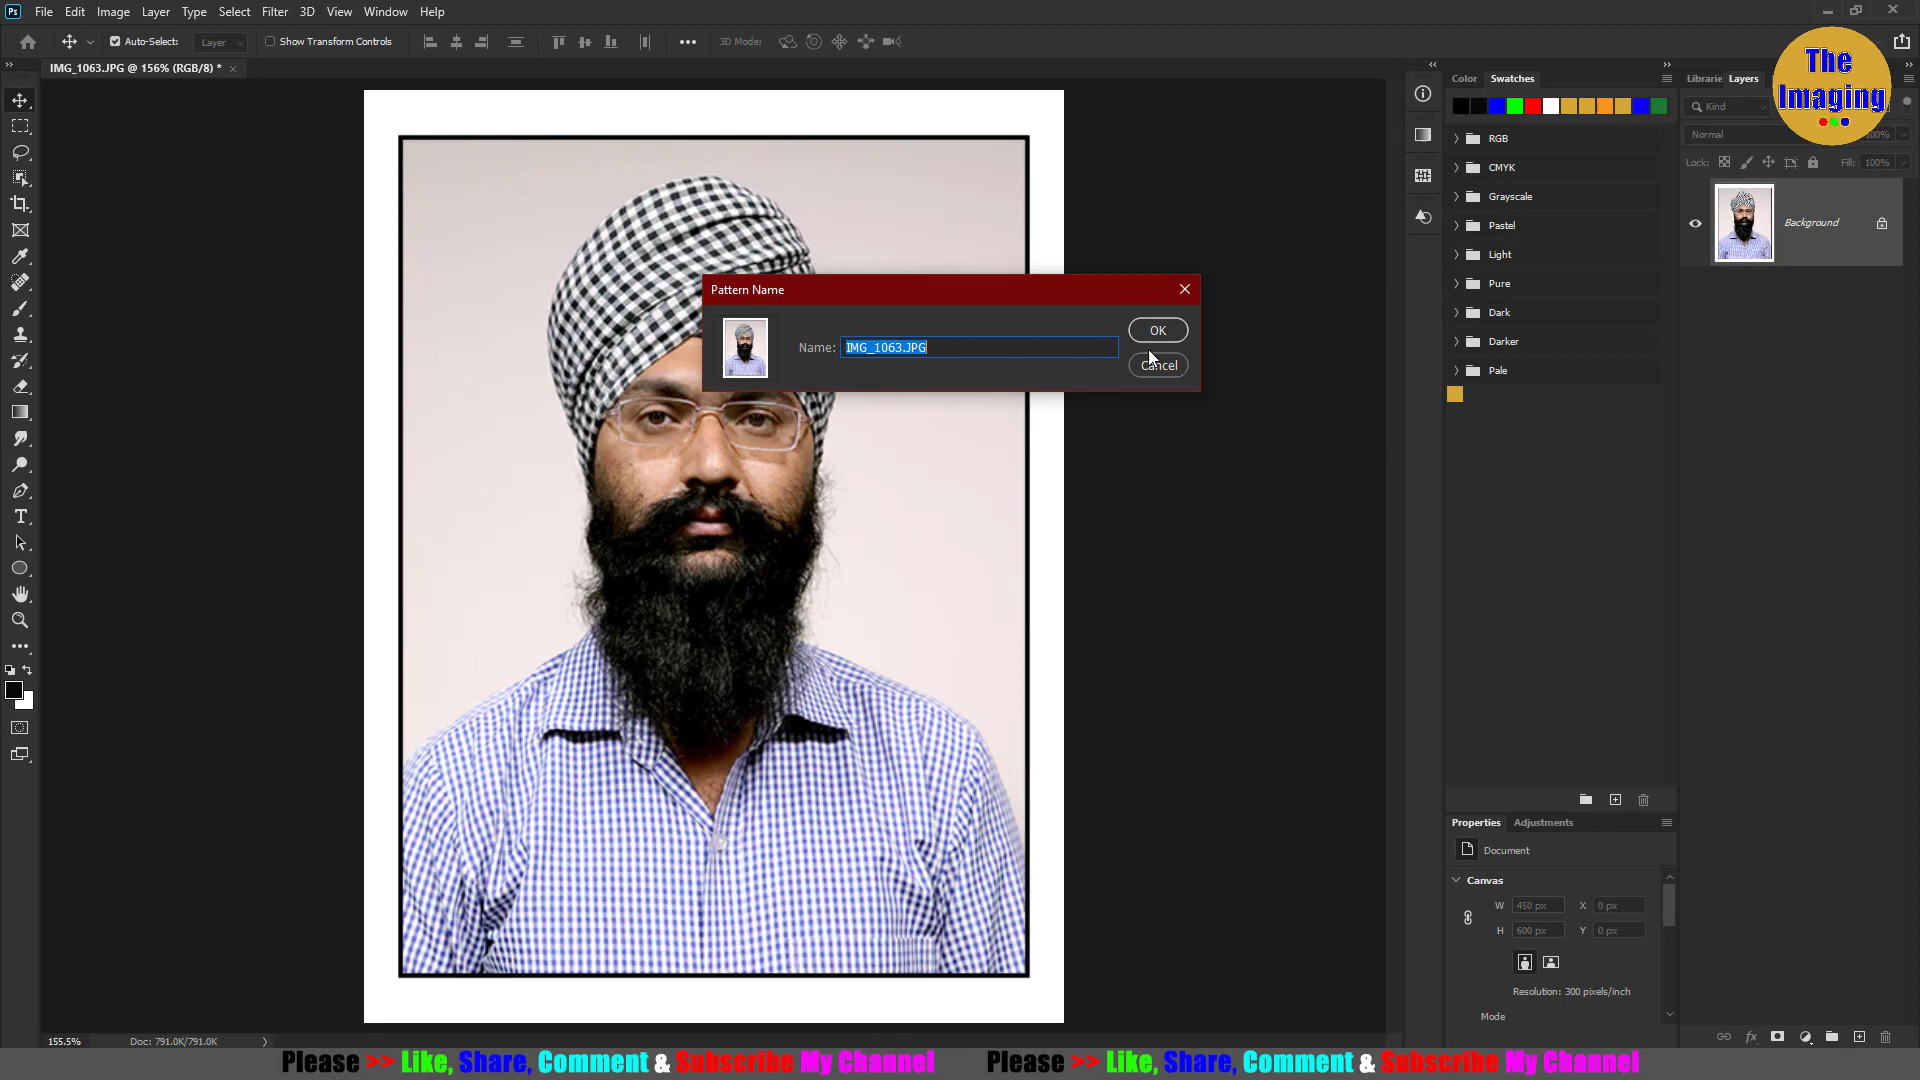 Ps File Edit Image Layer Type Select Filter 3D View Window Help
Auto-Select: Layer Show Transform Controls 3D Mode:
IMG_1063.JPG @ 156% (RGB/8) *
The
Imaging
Color Swatches
RGB
CMYK
Grayscale
Pastel
Light
Pure
Dark
Darker
Pale
Librarie Layers
Kind
Normal 100%
Lock: Fill: 100%
Background
Pattern Name
Name: IMG_1063.JPG
OK
Cancel
Properties Adjustments
Document
Canvas
W 450 px X 0 px
H 600 px Y 0 px
Resolution: 300 pixels/inch
Mode
155.5% Doc: 791.0K/791.0K
Please >> Like, Share, Comment & Subscribe My Channel Please >> Like, Share, Comment & Subscribe My Channel